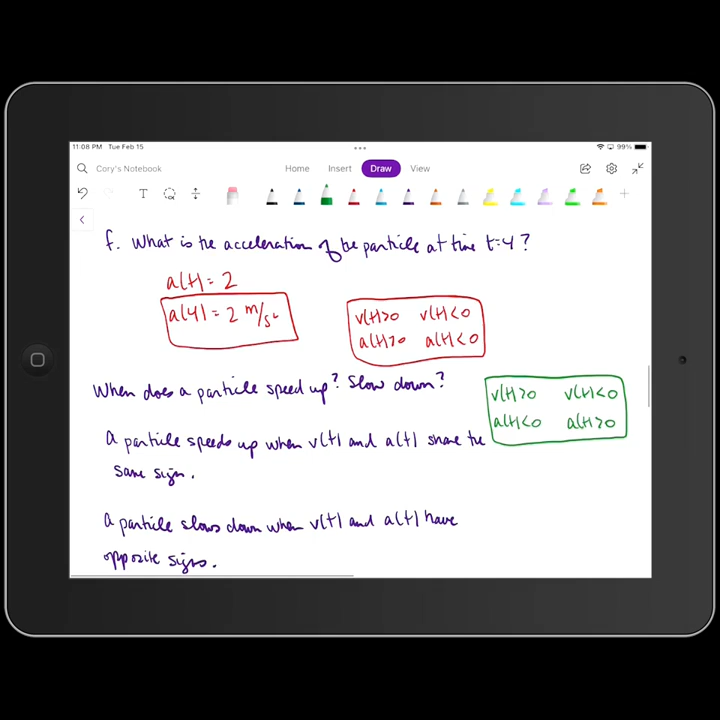 11:08 PM Tue Feb 15
99%
Cory's Notebook
Home Insert Draw View
f. What is the acceleration of the particle at time t=4?
a(t) = 2
a(4) = 2 m/s²
v(t)>0 v(t)<0
a(t)>0 a(t)<0
When does a particle speed up? Slow down?
v(t)>0 v(t)<0
a(t)<0 a(t)>0
A particle speeds up when v(t) and a(t) share the
same sign.
A particle slows down when v(t) and a(t) have
opposite signs.